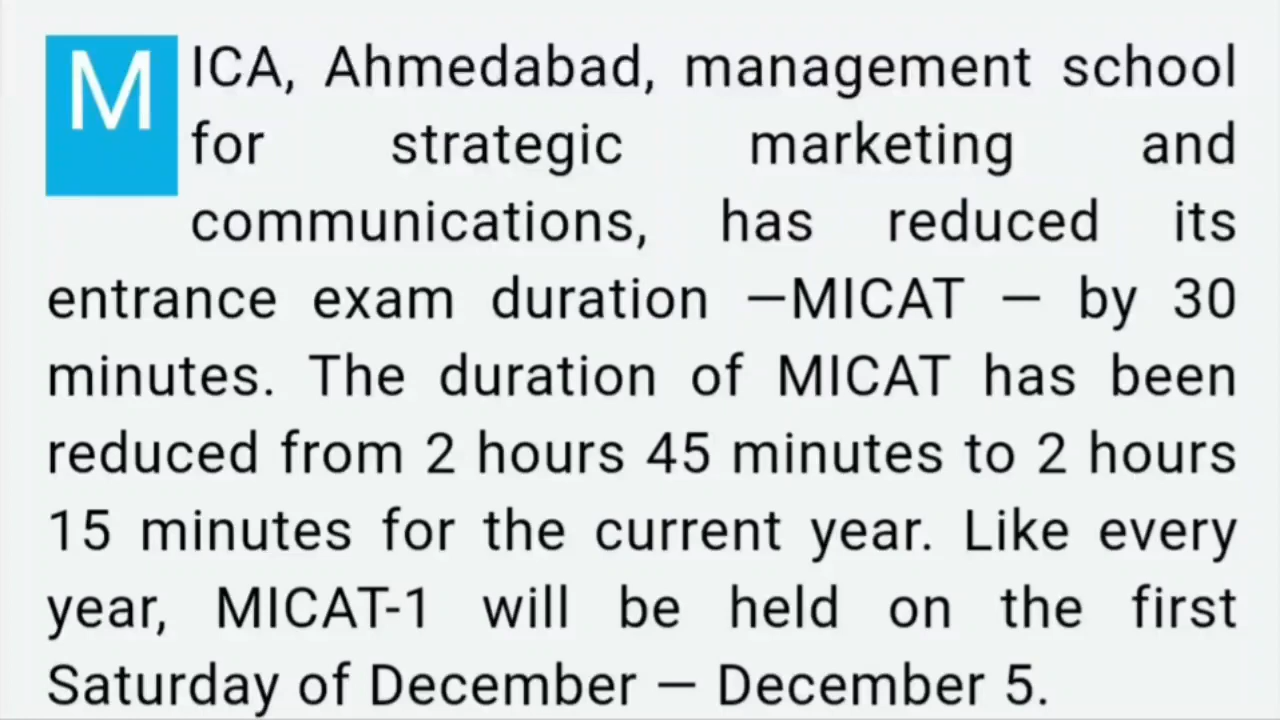 MICA, Ahmedabad, management school
for strategic marketing and
communications, has reduced its
entrance exam duration —MICAT — by 30
minutes. The duration of MICAT has been
reduced from 2 hours 45 minutes to 2 hours
15 minutes for the current year. Like every
year, MICAT-1 will be held on the first
Saturday of December — December 5.